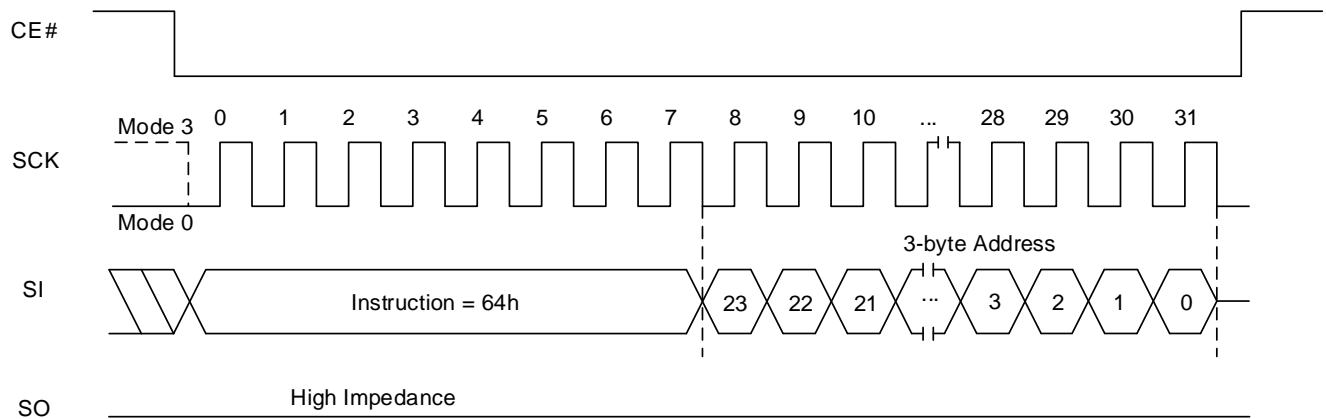 CE#
Mode 3 0 1 2 3 4 5 6 7 8 9 10 ... 28 29 30 31
SCK
Mode 0
3-byte Address
SI Instruction = 64h 23 22 21 ... 3 2 1 0
High Impedance
SO